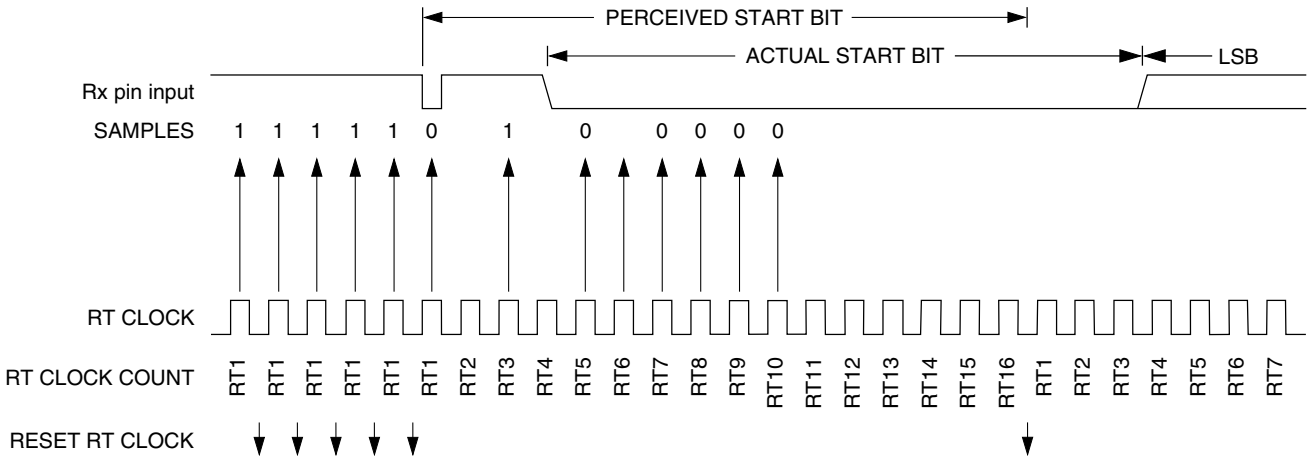 PERCEIVED START BIT
ACTUAL START BIT LSB
Rx pin input
SAMPLES 1 1 1 1 1 0 1 0 0 0 0 0
RT CLOCK
RT CLOCK COUNT RT1 RT1 RT1 RT1 RT1 RT1 RT2 RT3 RT4 RT5 RT6 RT7 RT8 RT9 RT10 RT11 RT12 RT13 RT14 RT15 RT16 RT1 RT2 RT3 RT4 RT5 RT6 RT7
RESET RT CLOCK